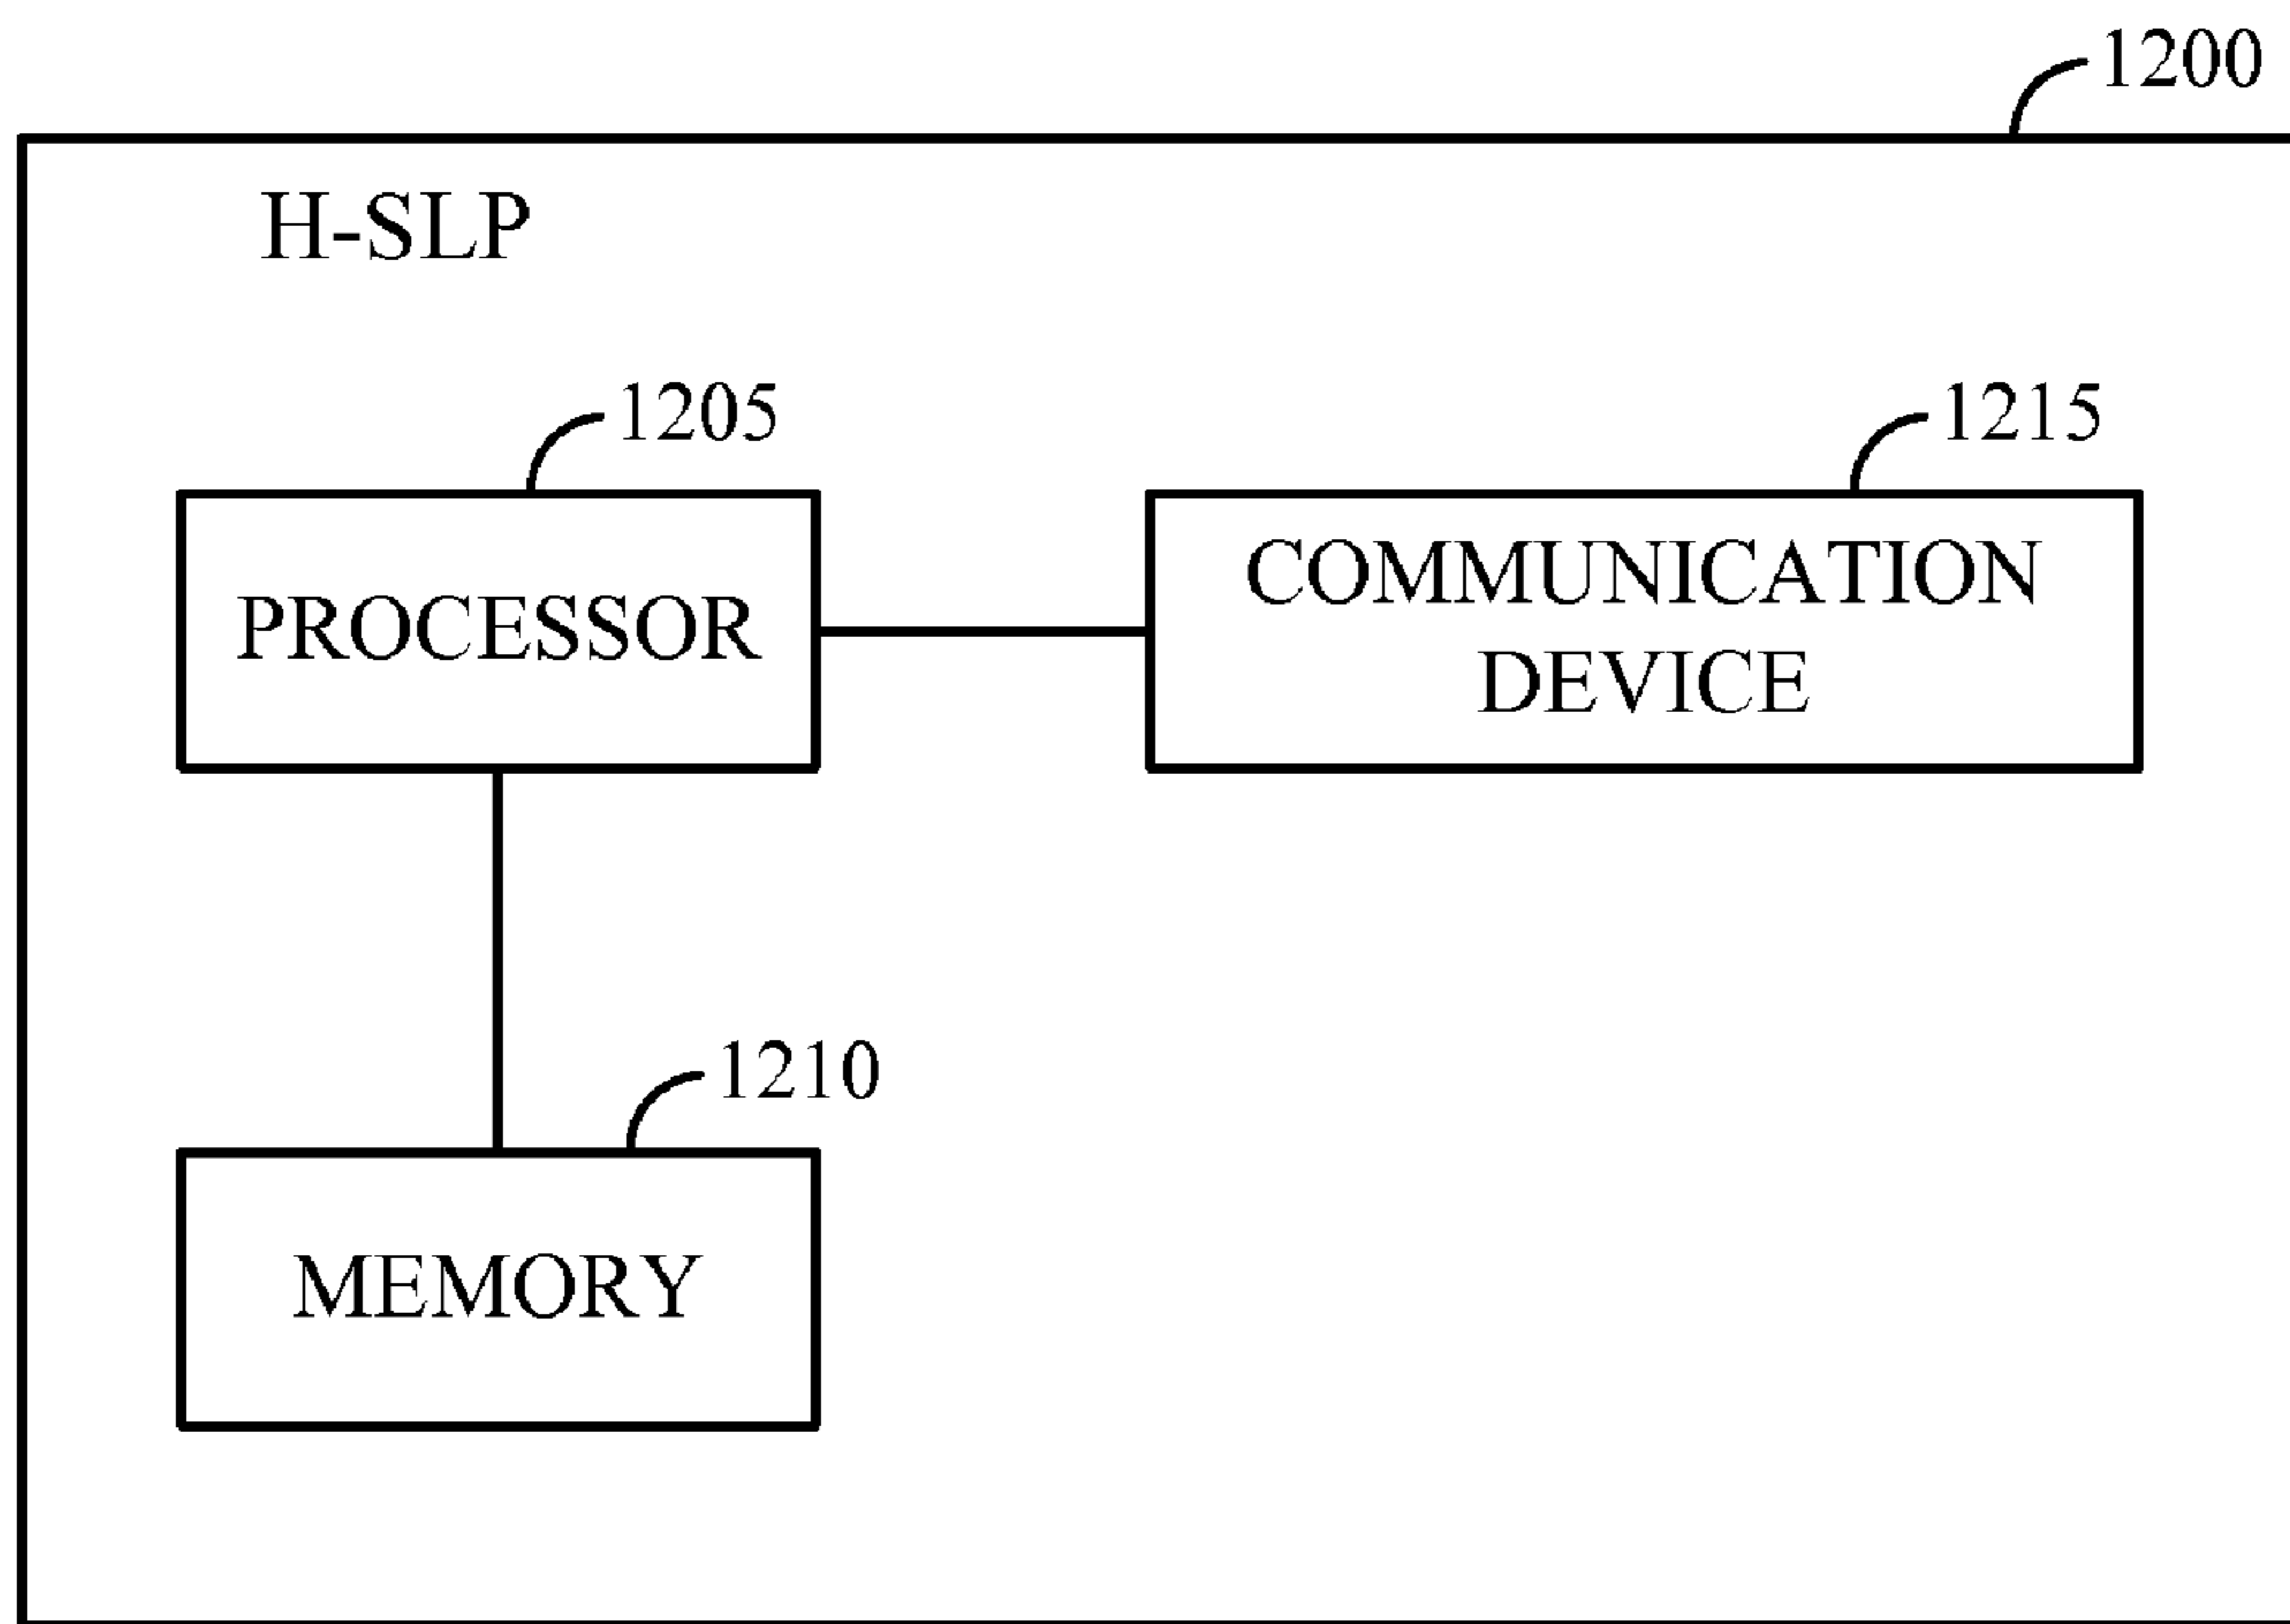 1200
H-SLP
1205
1215
PROCESSOR
COMMUNICATION
DEVICE
1210
MEMORY